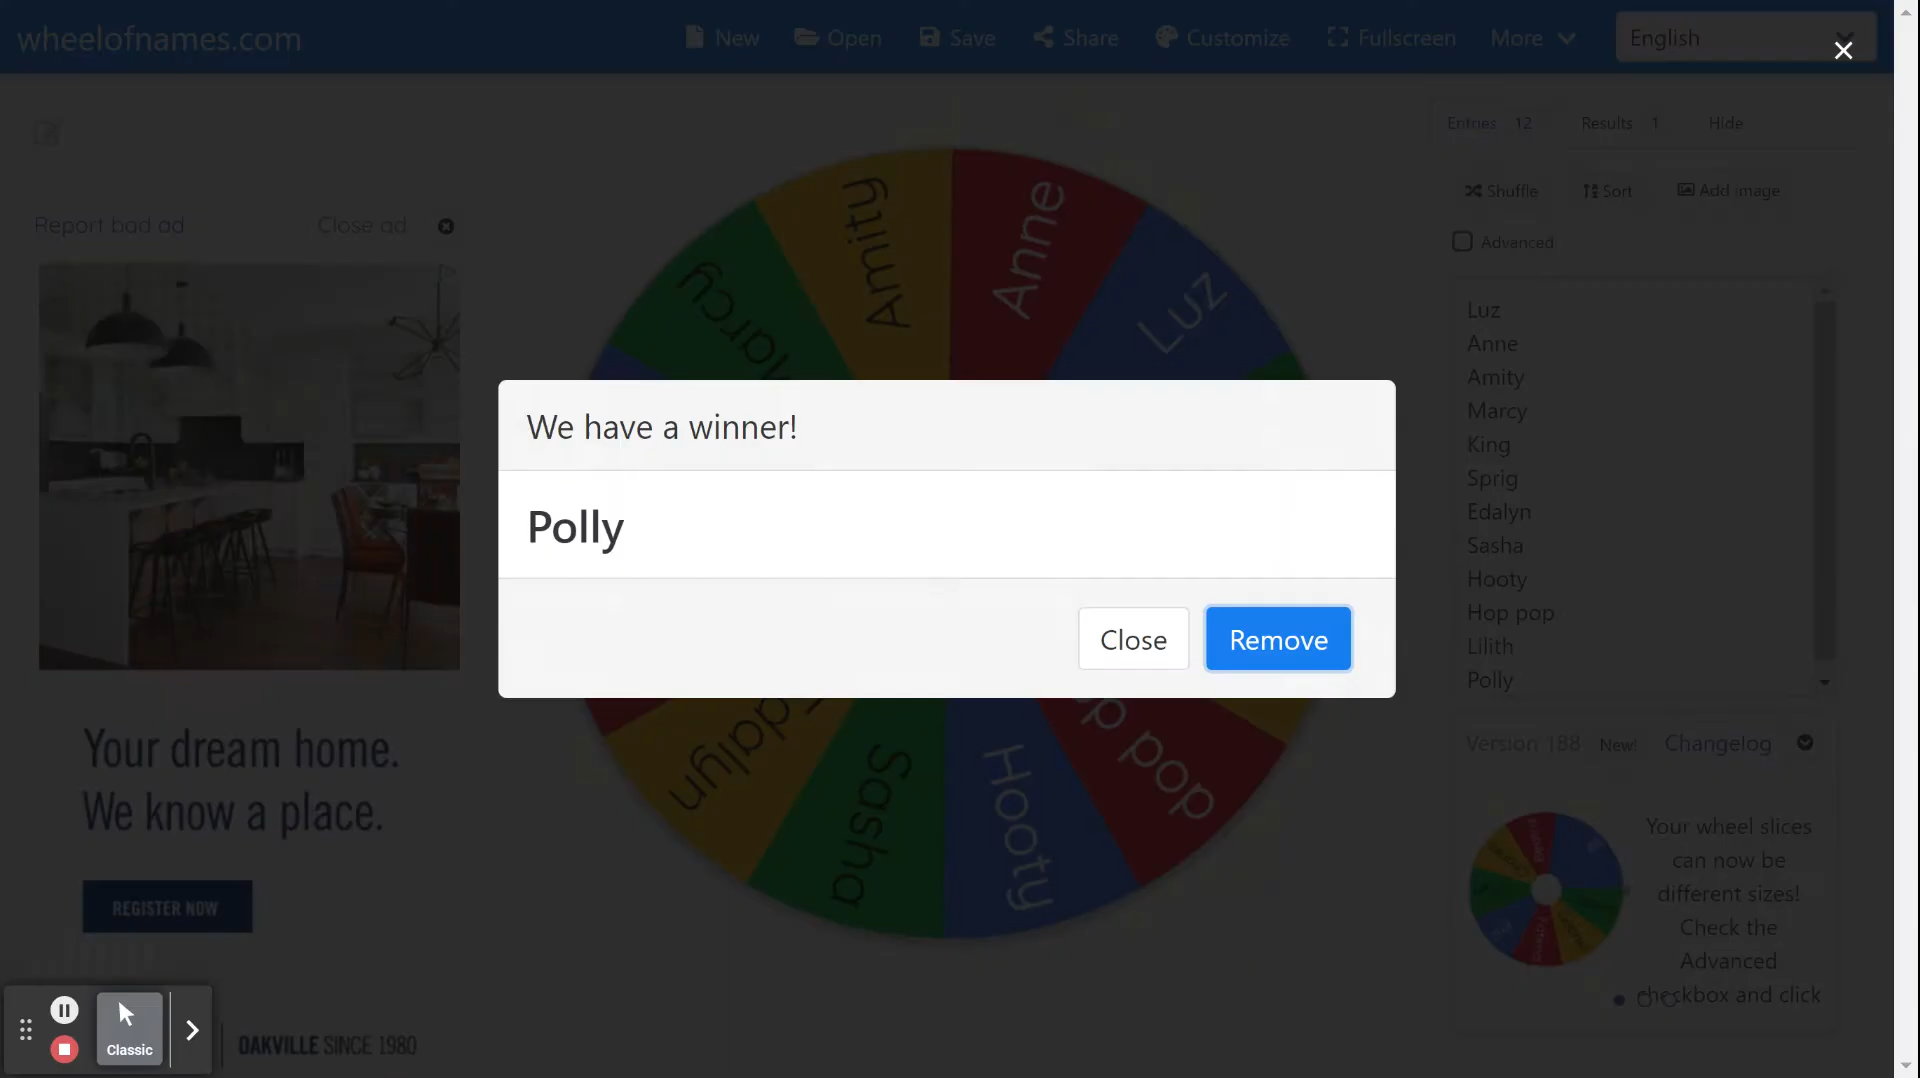 wheelofnames.com
New
Open
Save
Share
Customize
Fullscreen
More
English
Entries 12
Results 1
Hide
Shuffle
Sort
Add image
Advanced
Report bad ad
Close ad
Amity
Anne
Luz
Luz
Anne
Amity
Marcy
King
Sprig
Edalyn
Sasha
Hooty
Hop pop
Lilith
Polly
We have a winner!
Polly
Close
Remove
Sasha
Hooty
Version 188 New! Changelog
Your wheel slices
can now be
different sizes!
Check the
Advanced
checkbox and click
Your dream home.
We know a place.
REGISTER NOW
OAKVILLE SINCE 1980
Classic